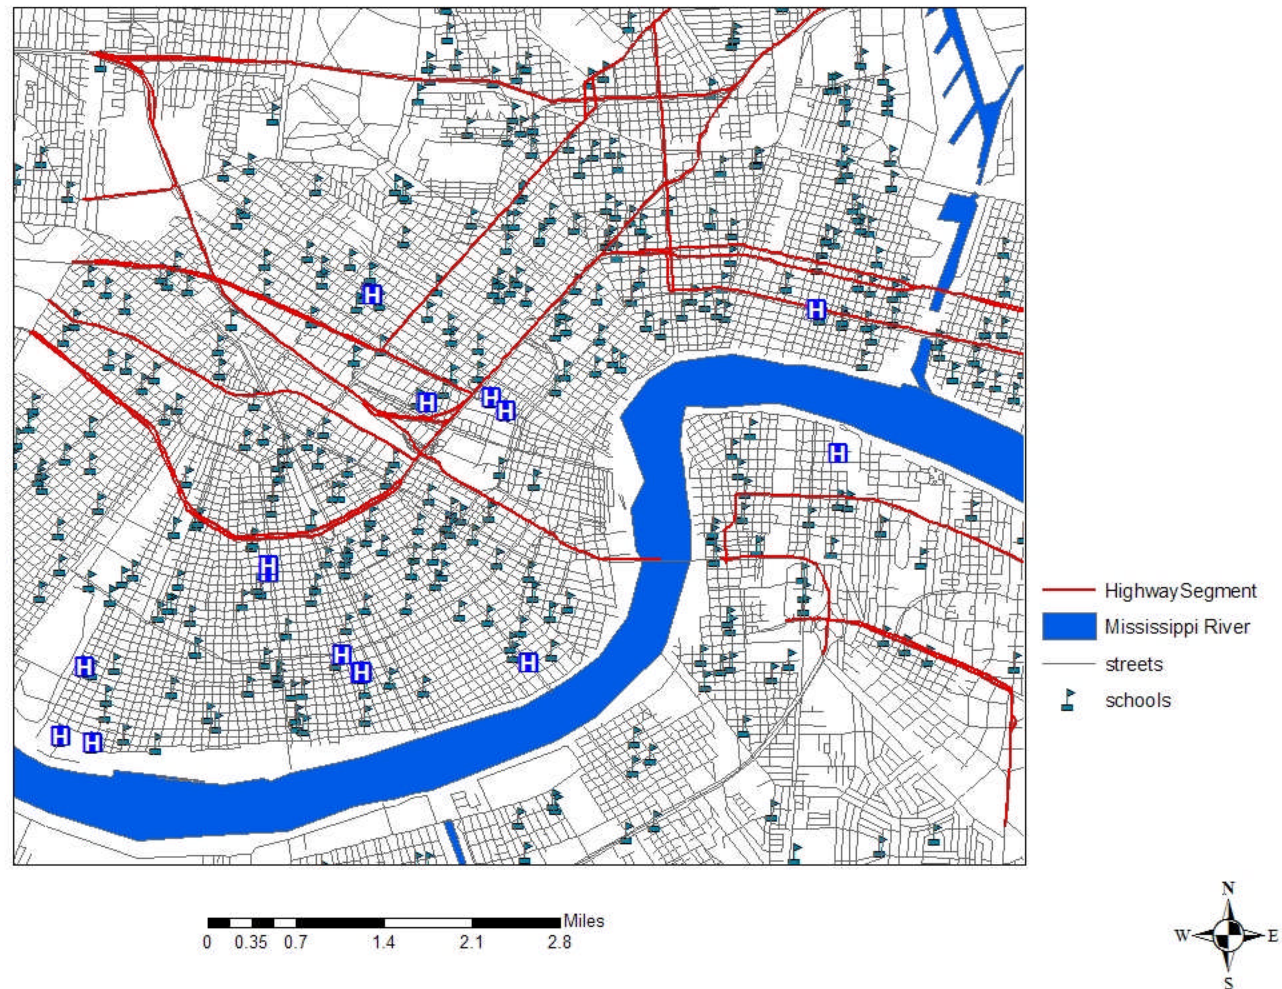 H
H
H
H
H
H
H
H
H
H
H
H
H
HighwaySegment
Mississippi River
streets
schools
Miles
0 0.35 0.7 1.4 2.1 2.8
N
W E
S